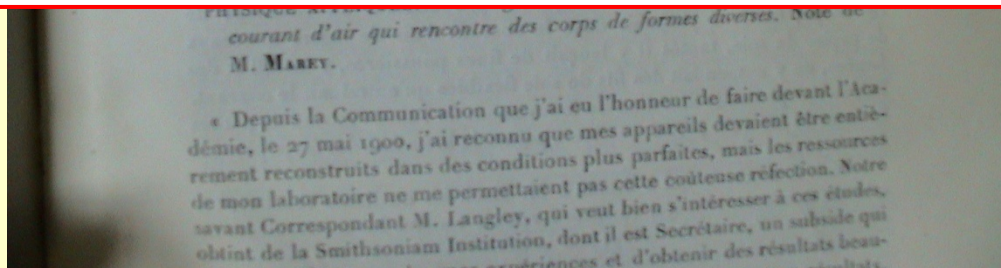 PHYSIQUE
courant d'air qui rencontre des corps de formes diverses. Note de
M. MAREY.
« Depuis la Communication que j'ai eu l'honneur de faire devant l'Aca-
démie, le 27 mai 1900, j'ai reconnu que mes appareils devaient être entiè-
rement reconstruits dans des conditions plus parfaites, mais les ressources
de mon laboratoire ne me permettaient pas cette coûteuse réfection. Notre
savant Correspondant M. Langley, qui veut bien s'intéresser à ces études,
obtint de la Smithsoniam Institution, dont il est Secrétaire, un subside qui
expériences et d'obtenir des résultats beau-
résultats